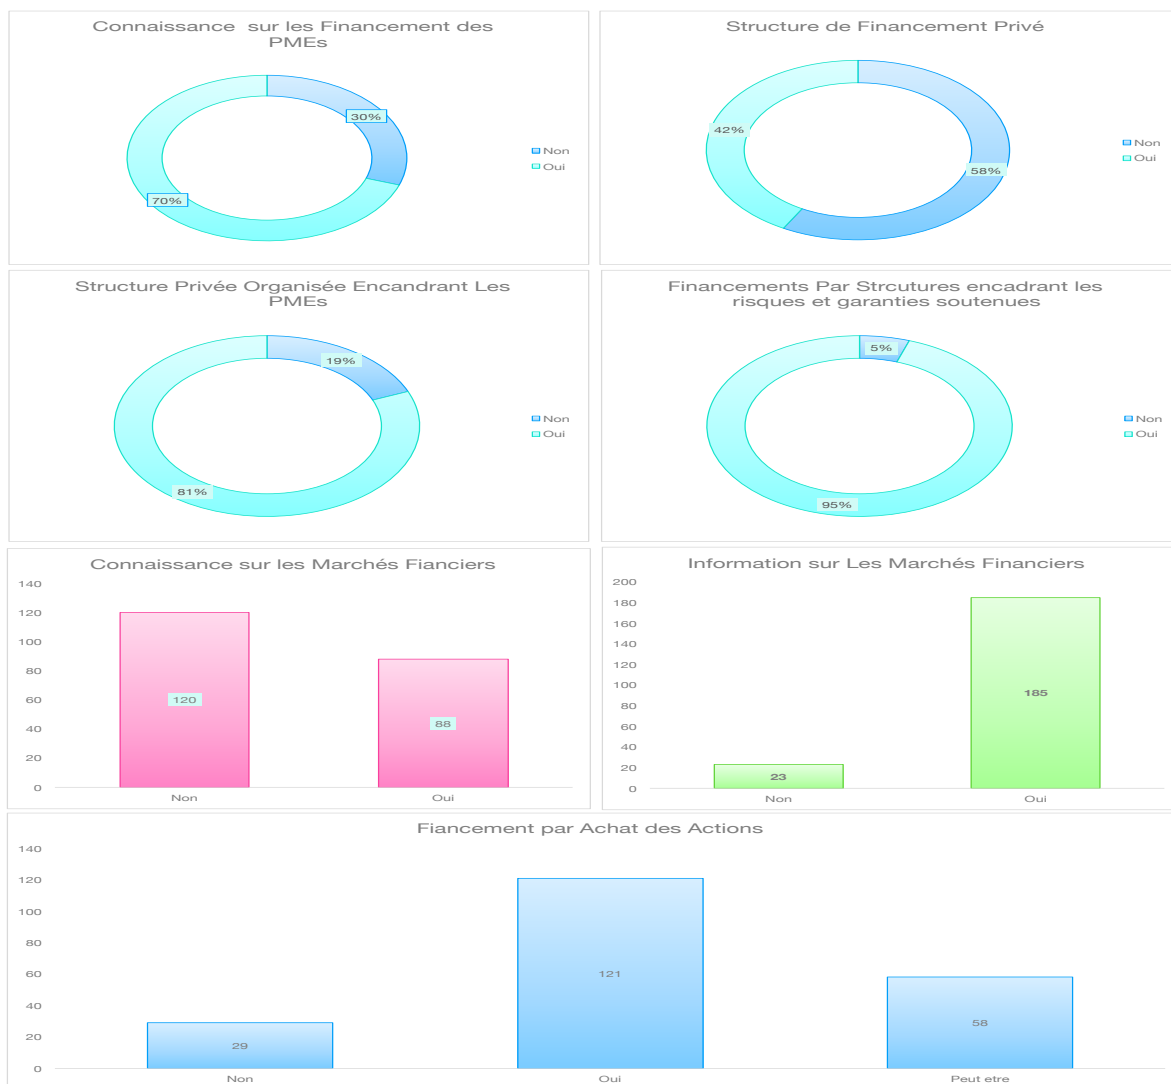 Connaissance sur les Financement des
PMEs
30%
70%
Non
Oui
Structure de Financement Privé
42%
58%
Non
Oui
Structure Privée Organisée Encandrant Les
PMEs
19%
81%
Non
Oui
Financements Par Strcutures encadrant les
risques et garanties soutenues
5%
95%
Non
Oui
Connaissance sur les Marchés Fianciers
140
120
100
80
60
40
20
0
120
88
Non Oui
Information sur Les Marchés Financiers
200
180
160
140
120
100
80
60
40
20
0
185
23
Non Oui
Fiancement par Achat des Actions
140
120
100
80
60
40
20
0
29
121
58
Non Oui Peut etre